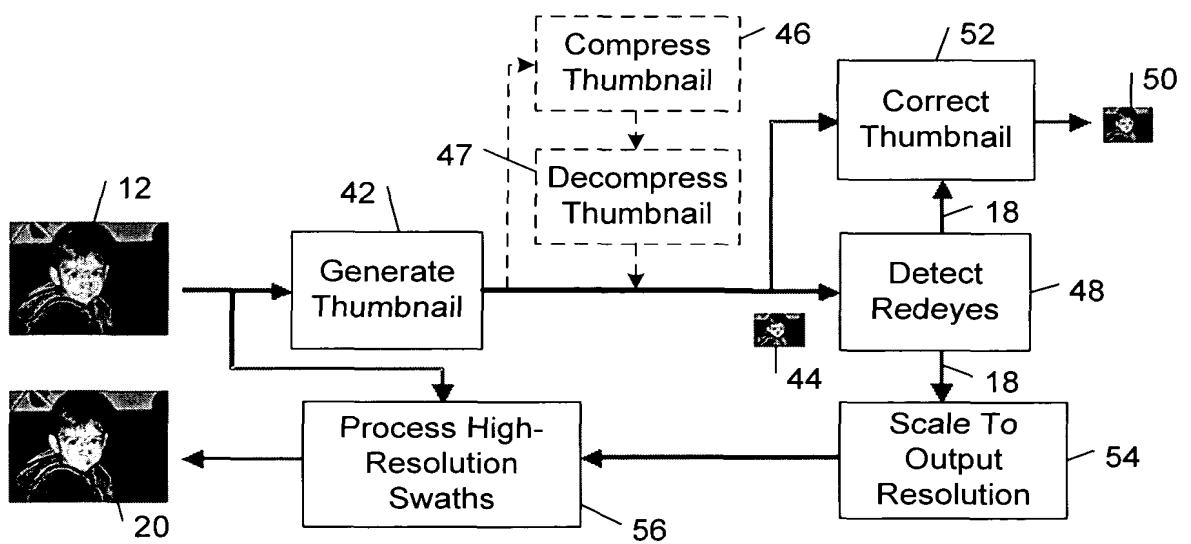 46
Compress
Thumbnail
52
50
Correct
Thumbnail
47
Decompress
Thumbnail
12
42
18
Generate
Thumbnail
Detect
Redeyes
48
44
18
Process High-
Resolution
Swaths
Scale To
Output
Resolution
54
20
56